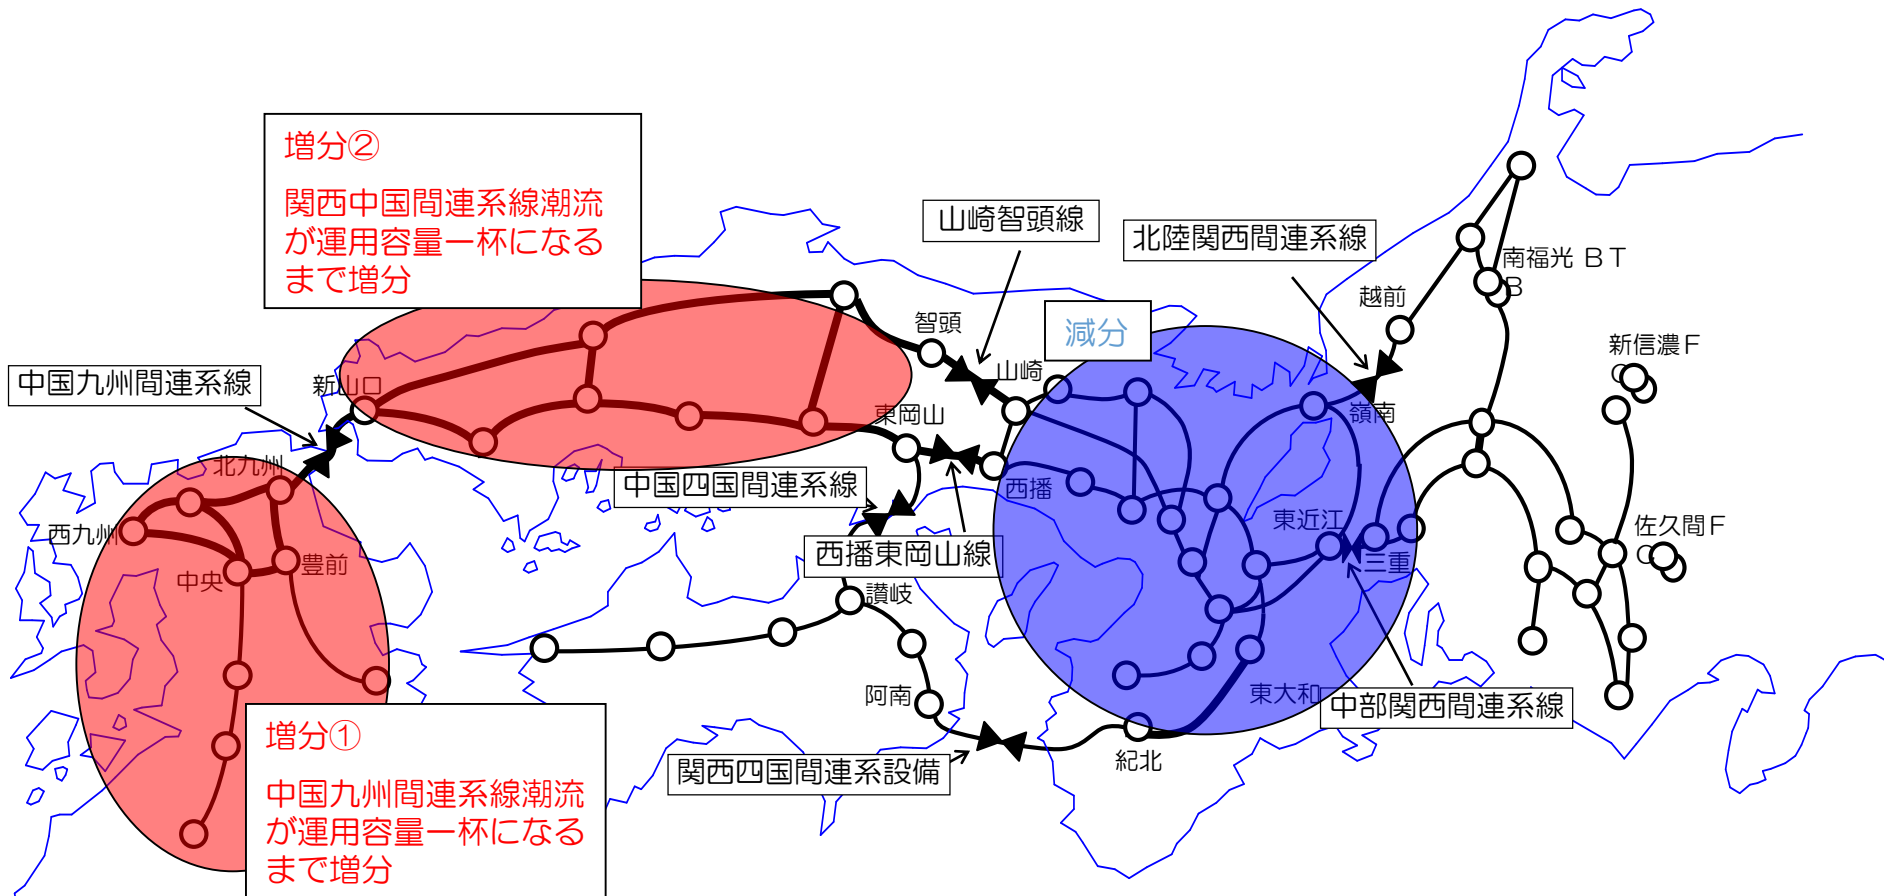 増分②
関西中国間連系線潮流
が運用容量一杯になる
まで増分
山崎智頭線
北陸関西間連系線
南福光 ＢＴ
Ｂ
越前
智頭
減分
新信濃Ｆ
Ｃ
中国九州間連系線
新山口
山崎
嶺南
東岡山
北九州
中国四国間連系線
西播
西九州
東近江
佐久間Ｆ
Ｃ
西播東岡山線
三重
中央
豊前
讃岐
阿南
東大和
中部関西間連系線
増分①
紀北
関西四国間連系設備
中国九州間連系線潮流
が運用容量一杯になる
まで増分